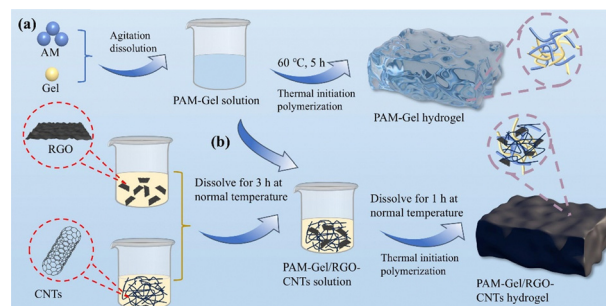 (a)
AM
Gel
Agitation
dissolution
PAM-Gel solution
60 ℃, 5 h
Thermal initiation
polymerization
PAM-Gel hydrogel
RGO
CNTs
(b)
Dissolve for 3 h at
normal temperature
PAM-Gel/RGO-
CNTs solution
Dissolve for 1 h at
normal temperature
Thermal initiation
polymerization
PAM-Gel/RGO-
CNTs hydrogel